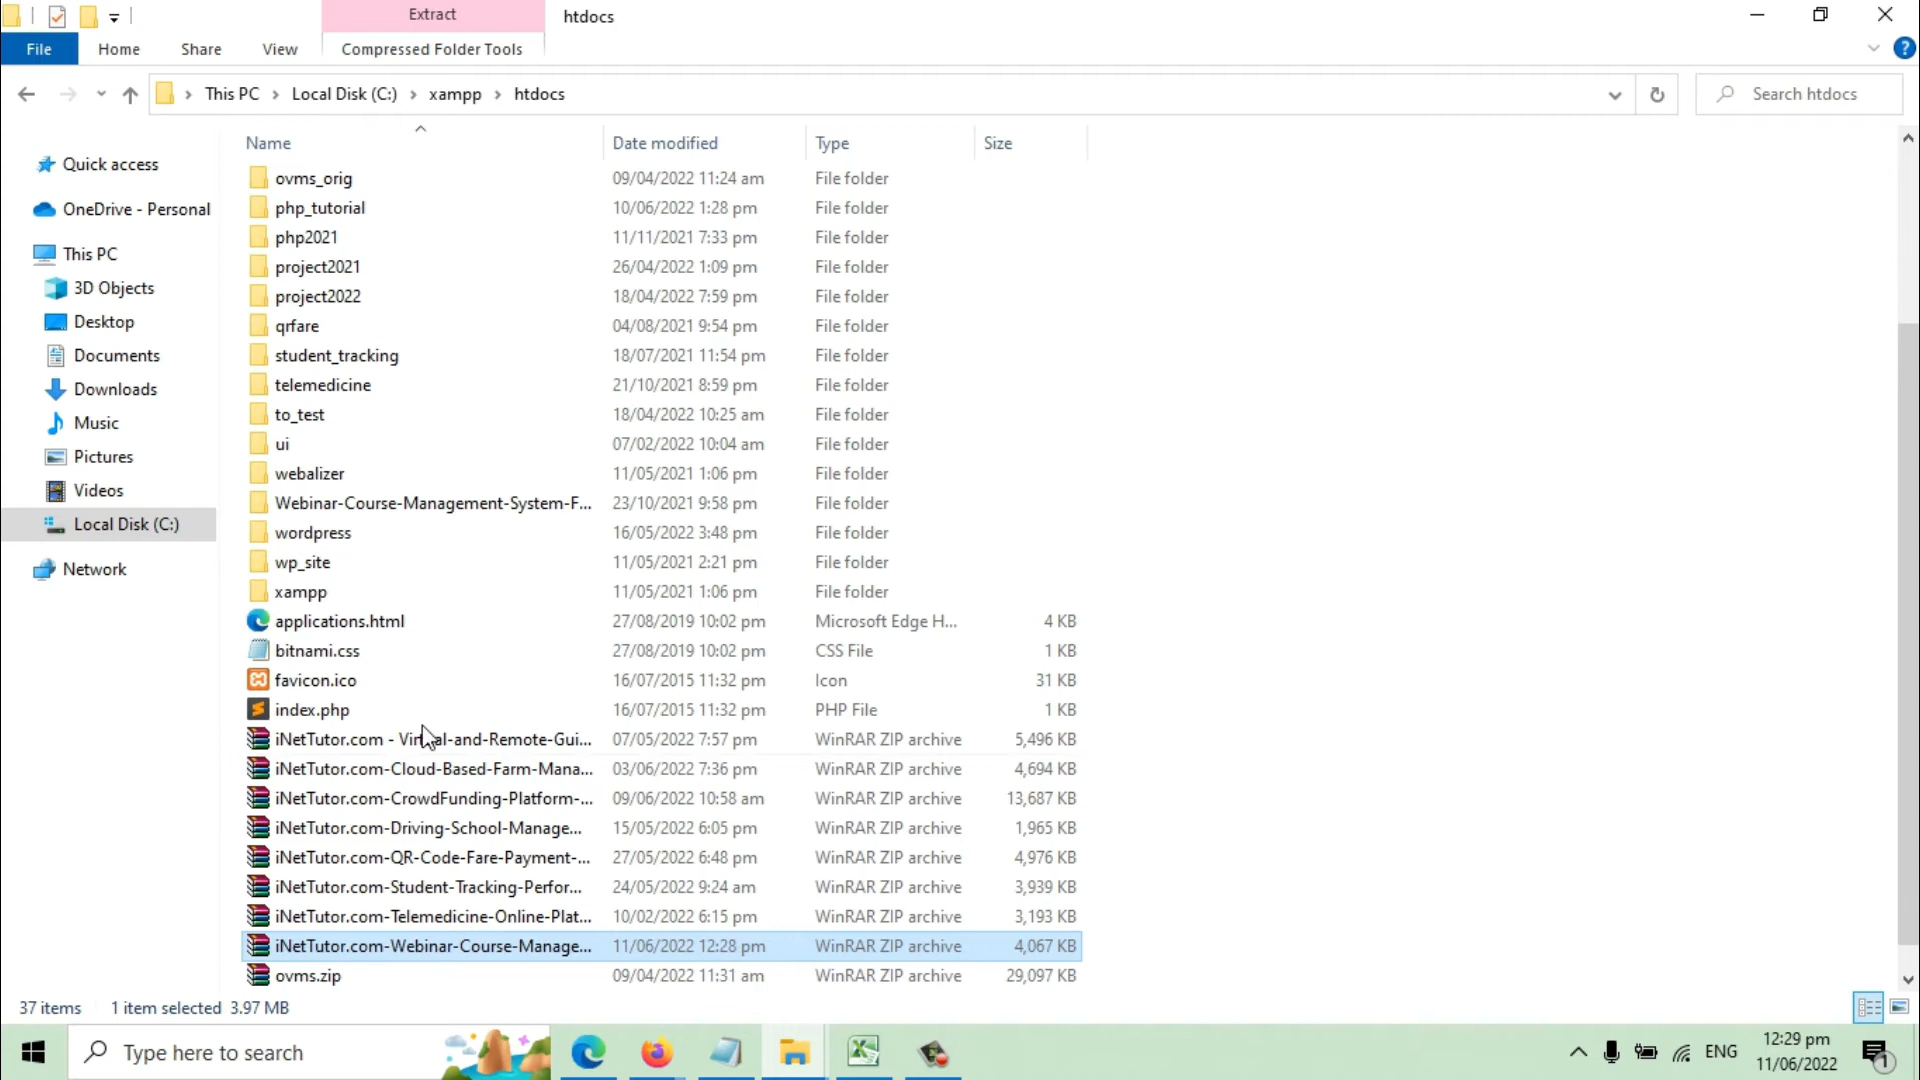 Extract
htdocs
File
Home
Share
View
Compressed Folder Tools
This PC
Local Disk (C:)
xampp
htdocs
Search htdocs
Quick access
OneDrive - Personal
This PC
3D Objects
Desktop
Documents
Downloads
Music
Pictures
Videos
Local Disk (C:)
Network
Name Date modified Type Size
ovms_orig 09/04/2022 11:24 am File folder
php_tutorial 10/06/2022 1:28 pm File folder
php2021 11/11/2021 7:33 pm File folder
project2021 26/04/2022 1:09 pm File folder
project2022 18/04/2022 7:59 pm File folder
qrfare 04/08/2021 9:54 pm File folder
student_tracking 18/07/2021 11:54 pm File folder
telemedicine 21/10/2021 8:59 pm File folder
to_test 18/04/2022 10:25 am File folder
ui 07/02/2022 10:04 am File folder
webalizer 11/05/2021 1:06 pm File folder
Webinar-Course-Management-System-F... 23/10/2021 9:58 pm File folder
wordpress 16/05/2022 3:48 pm File folder
wp_site 11/05/2021 2:21 pm File folder
xampp 11/05/2021 1:06 pm File folder
applications.html 27/08/2019 10:02 pm Microsoft Edge H... 4 KB
bitnami.css 27/08/2019 10:02 pm CSS File 1 KB
favicon.ico 16/07/2015 11:32 pm Icon 31 KB
index.php 16/07/2015 11:32 pm PHP File 1 KB
iNetTutor.com - Virtual-and-Remote-Gui... 07/05/2022 7:57 pm WinRAR ZIP archive 5,496 KB
iNetTutor.com-Cloud-Based-Farm-Mana... 03/06/2022 7:36 pm WinRAR ZIP archive 4,694 KB
iNetTutor.com-CrowdFunding-Platform-... 09/06/2022 10:58 am WinRAR ZIP archive 13,687 KB
iNetTutor.com-Driving-School-Manage... 15/05/2022 6:05 pm WinRAR ZIP archive 1,965 KB
iNetTutor.com-QR-Code-Fare-Payment-... 27/05/2022 6:48 pm WinRAR ZIP archive 4,976 KB
iNetTutor.com-Student-Tracking-Perfor... 24/05/2022 9:24 am WinRAR ZIP archive 3,939 KB
iNetTutor.com-Telemedicine-Online-Plat... 10/02/2022 6:15 pm WinRAR ZIP archive 3,193 KB
iNetTutor.com-Webinar-Course-Manage... 11/06/2022 12:28 pm WinRAR ZIP archive 4,067 KB
ovms.zip 09/04/2022 11:31 am WinRAR ZIP archive 29,097 KB
37 items 1 item selected 3.97 MB
Type here to search
ENG
12:29 pm
11/06/2022
1